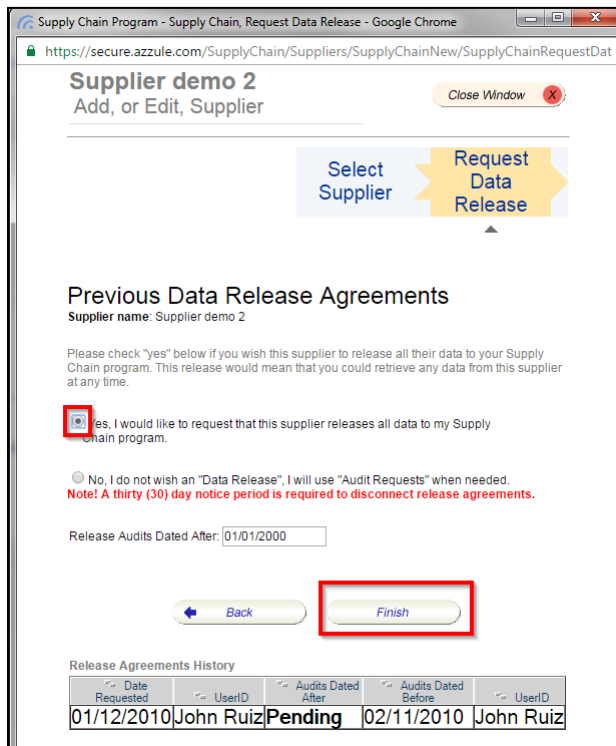 Supply Chain Program - Supply Chain, Request Data Release - Google Chrome
https://secure.azzule.com/SupplyChain/Suppliers/SupplyChainNew/SupplyChainRequestDat
Supplier demo 2
Add, or Edit, Supplier
Close Window X
Select
Supplier
Request
Data
Release
Previous Data Release Agreements
Supplier name: Supplier demo 2
Please check "yes" below if you wish this supplier to release all their data to your Supply
Chain program. This release would mean that you could retrieve any data from this supplier
at any time.
Yes, I would like to request that this supplier releases all data to my Supply
Chain program.
No, I do not wish an "Data Release", I will use "Audit Requests" when needed.
Note! A thirty (30) day notice period is required to disconnect release agreements.
Release Audits Dated After: 01/01/2000
Back
Finish
Release Agreements History
Date Requested UserID Audits Dated After Audits Dated Before UserID
01/12/2010 John Ruiz Pending 02/11/2010 John Ruiz